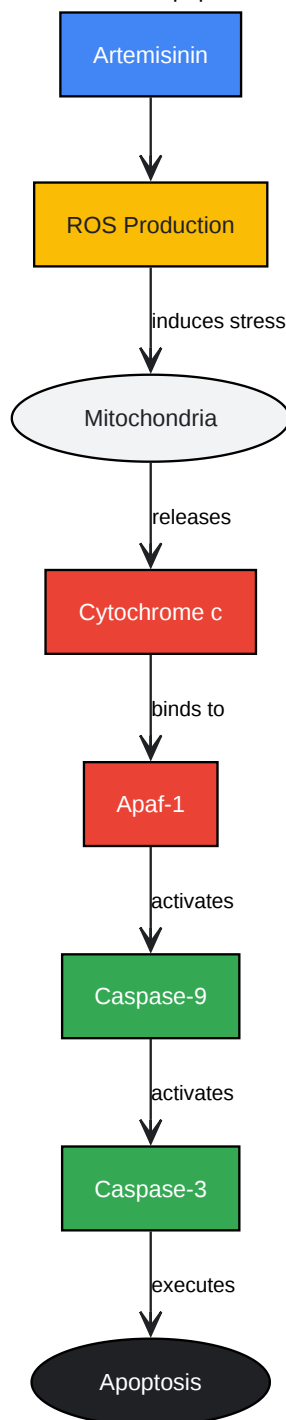 Artemisinin
ROS Production
induces stress
Mitochondria
releases
Cytochrome c
binds to
Apaf-1
activates
Caspase-9
activates
Caspase-3
executes
Apoptosis